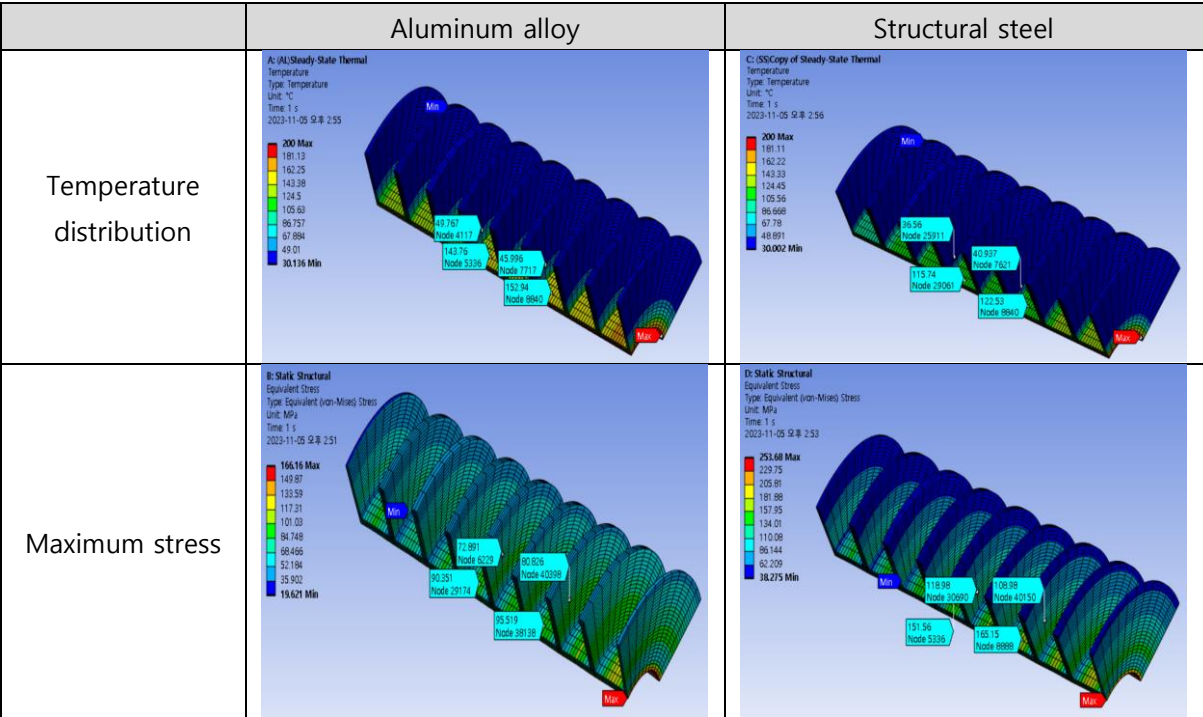 Aluminum alloy
Structural steel
Temperature
distribution
A: (AL)Steady-State Thermal
Temperature
Type: Temperature
Unit: °C
Time: 1 s
2023-11-05 오후 2:55
200 Max
181.13
162.25
143.38
124.5
105.63
86.757
67.884
49.01
30.136 Min
Min
49.767
Node 4117
143.76
Node 5336
45.996
Node 7717
152.94
Node 8840
Max
C: (SS)Copy of Steady-State Thermal
Temperature
Type: Temperature
Unit: °C
Time: 1 s
2023-11-05 오후 2:56
200 Max
181.11
162.22
143.33
124.45
105.56
86.668
67.78
48.891
30.002 Min
Min
36.56
Node 25911
115.74
Node 29061
40.937
Node 7621
122.53
Node 8840
Max
Maximum stress
B: Static Structural
Equivalent Stress
Type: Equivalent (von-Mises) Stress
Unit: MPa
Time: 1 s
2023-11-05 오후 2:51
166.16 Max
149.87
133.59
117.31
101.03
84.748
68.466
52.184
35.902
19.621 Min
Min
72.891
Node 6229
90.351
Node 29174
80.826
Node 40398
95.519
Node 38138
Max
D: Static Structural
Equivalent Stress
Type: Equivalent (von-Mises) Stress
Unit: MPa
Time: 1 s
2023-11-05 오후 2:53
253.68 Max
229.75
205.81
181.88
157.95
134.01
110.08
86.144
62.209
38.275 Min
Min
118.98
Node 30690
108.98
Node 40150
151.56
Node 5336
165.15
Node 8888
Max